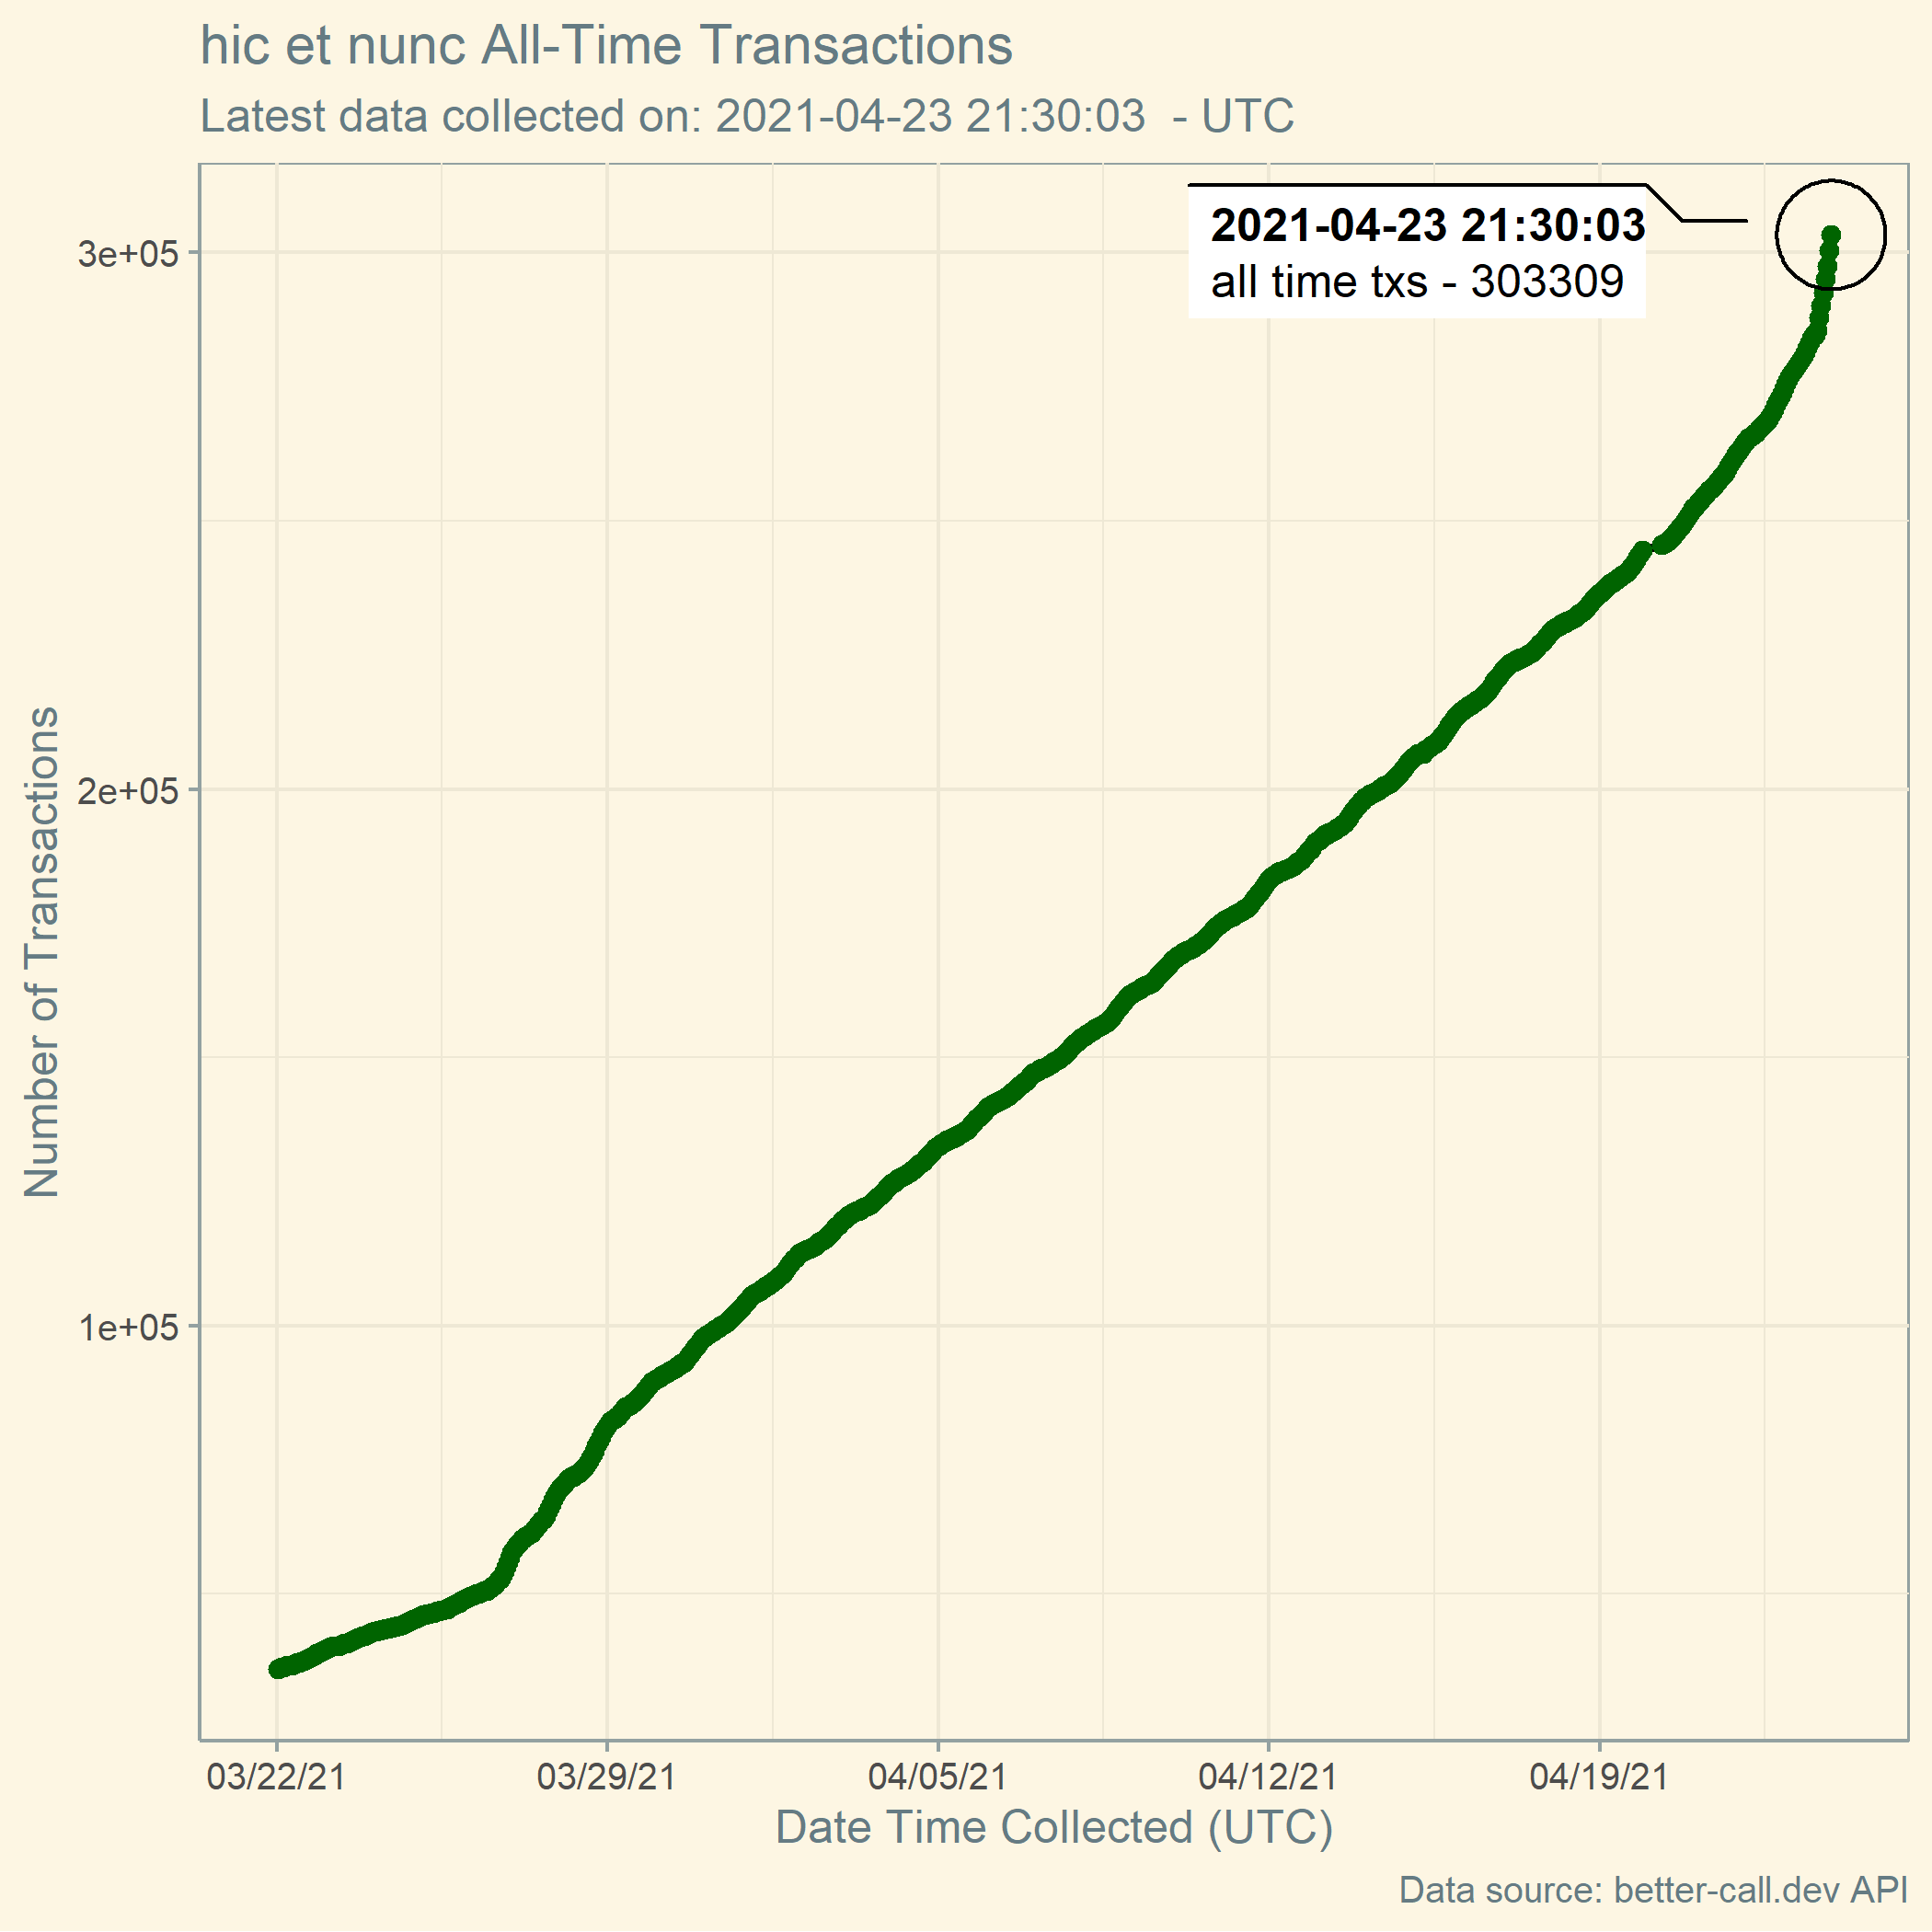 hic et nunc All-Time Transactions
Latest data collected on: 2021-04-23 21:30:03  - UTC
2021-04-23 21:30:03
all time txs - 303309
3e+05
2e+05
1e+05
Number of Transactions
03/22/21
03/29/21
04/05/21
04/12/21
04/19/21
Date Time Collected (UTC)
Data source: better-call.dev API